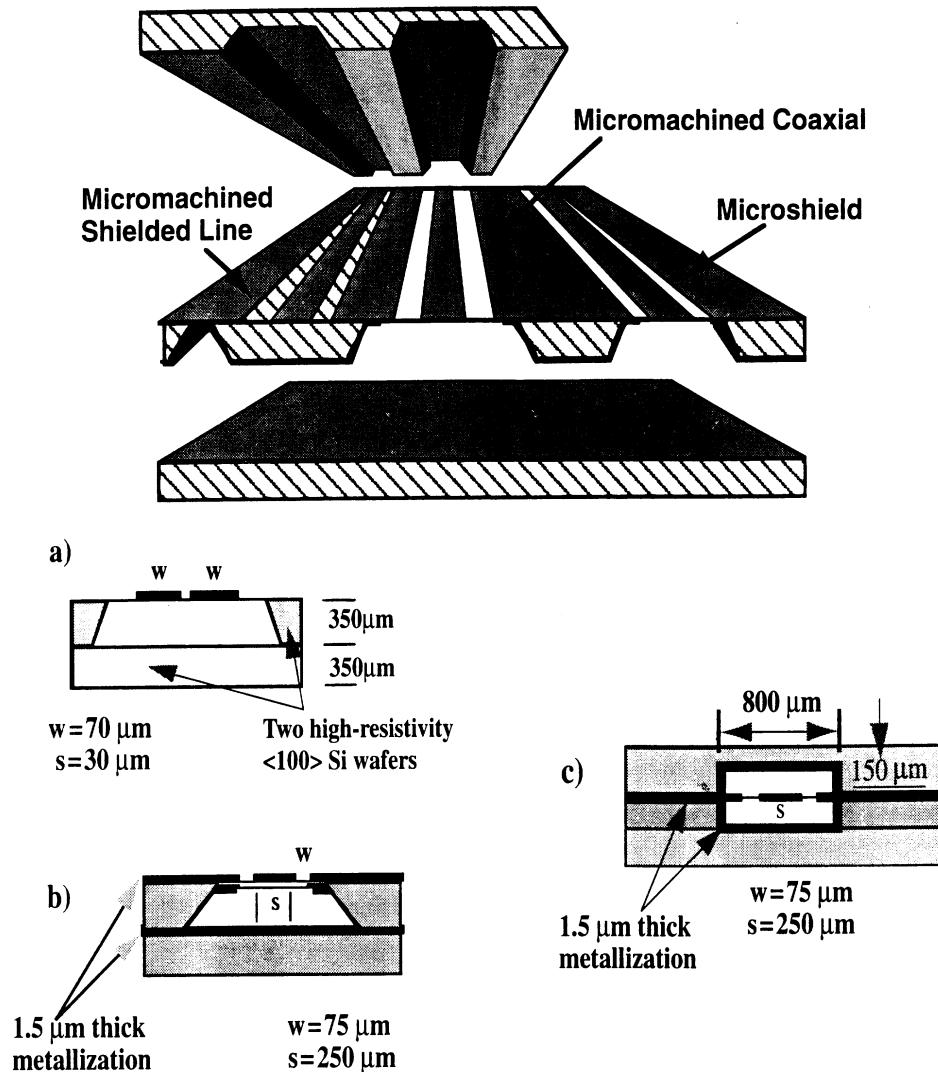 Micromachined Coaxial
Micromachined
Shielded Line
Microshield
a)
w w
350μm
350μm
w=70 μm
s=30 μm
Two high-resistivity
<100> Si wafers
800 μm
c)
150 μm
s
w=75 μm
s=250 μm
1.5 μm thick
metallization
b)
w
s
1.5 μm thick
metallization
w=75 μm
s=250 μm